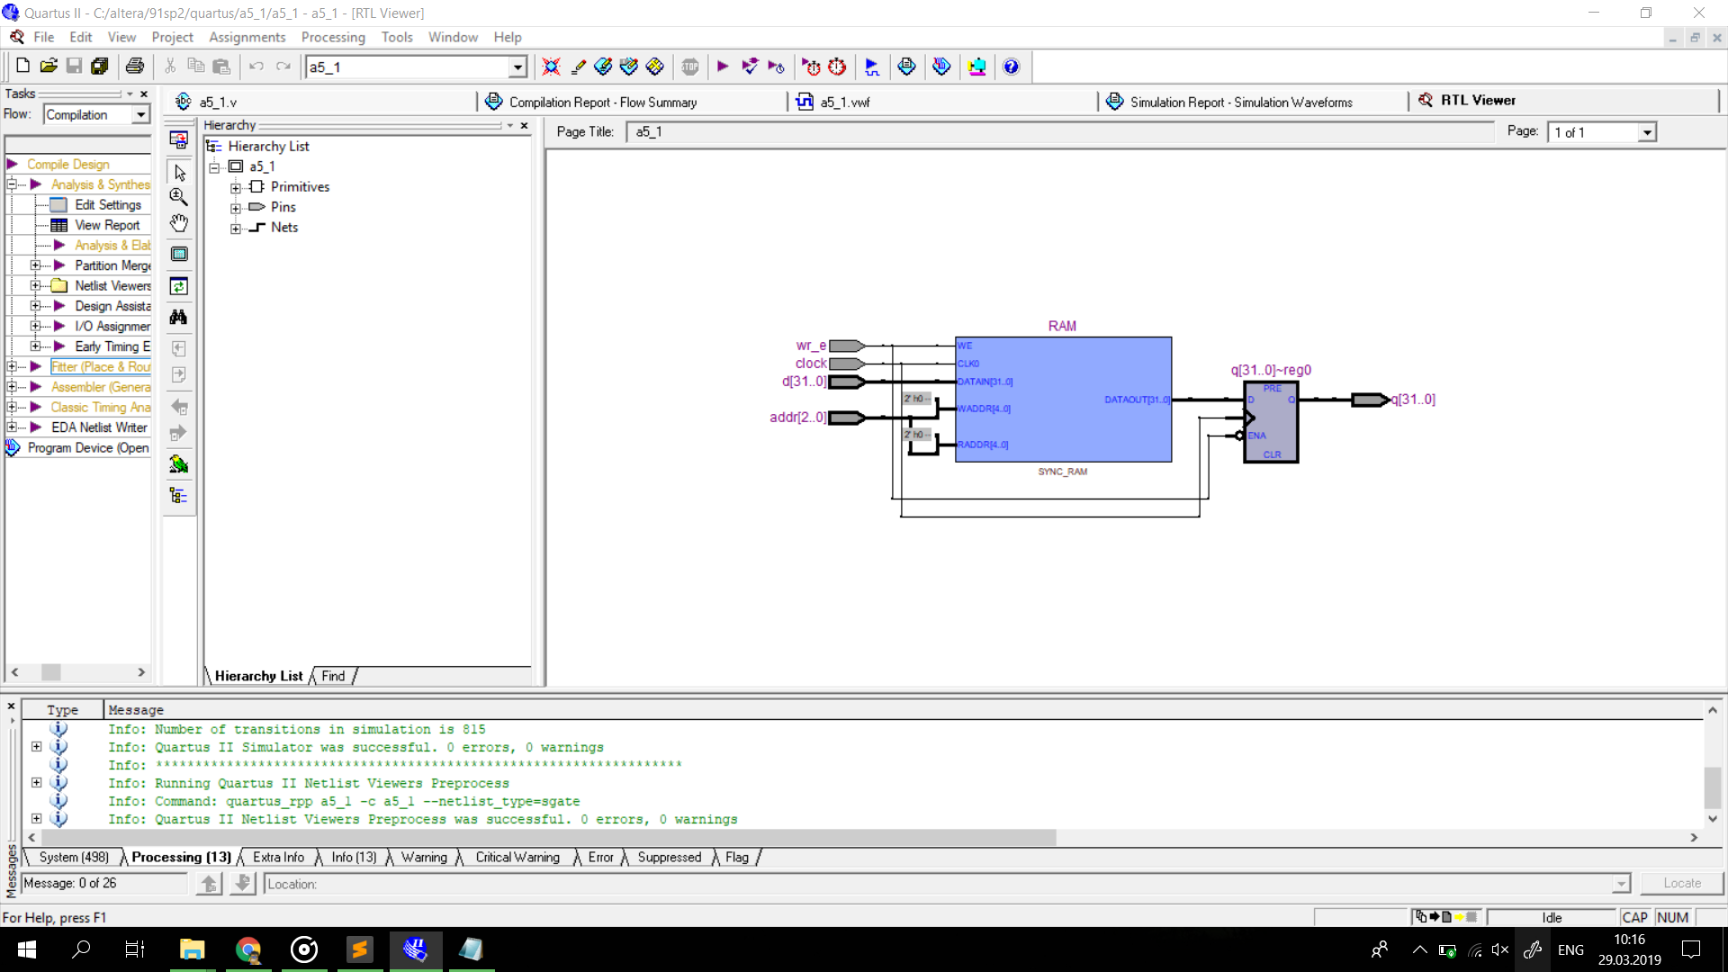 Quartus II - C:/altera/91sp2/quartus/a5_1/a5_1 - a5_1 - [RTL Viewer]
File Edit View Project Assignments Processing Tools Window Help
a5_1
Tasks
Flow: Compilation
a5_1.v
Compilation Report - Flow Summary
a5_1.vwf
Simulation Report - Simulation Waveforms
RTL Viewer
Hierarchy
Page Title: a5_1
Page: 1 of 1
Compile Design
Analysis & Synthes
Edit Settings
View Report
Analysis & Elab
Partition Merge
Netlist Viewers
Design Assista
I/O Assignmer
Early Timing E
Fitter (Place & Rou
Assembler (Genera
Classic Timing Ana
EDA Netlist Writer
Program Device (Open
Hierarchy List
a5_1
Primitives
Pins
Nets
Hierarchy List Find
RAM
wr_e
clock
d[31..0]
addr[2..0]
2' h0 --
2' h0 --
WE
CLK0
DATAIN[31..0]
WADDR[4..0]
RADDR[4..0]
DATAOUT[31..0]
SYNC_RAM
q[31..0]~reg0
PRE
D Q
ENA
CLR
q[31..0]
Type Message
Info: Number of transitions in simulation is 815
Info: Quartus II Simulator was successful. 0 errors, 0 warnings
Info: *******************************************************************
Info: Running Quartus II Netlist Viewers Preprocess
Info: Command: quartus_rpp a5_1 -c a5_1 --netlist_type=sgate
Info: Quartus II Netlist Viewers Preprocess was successful. 0 errors, 0 warnings
System (498) Processing (13) Extra Info Info (13) Warning Critical Warning Error Suppressed Flag
Messages
Message: 0 of 26
Location:
Locate
For Help, press F1
Idle
CAP NUM
ENG
10:16
29.03.2019